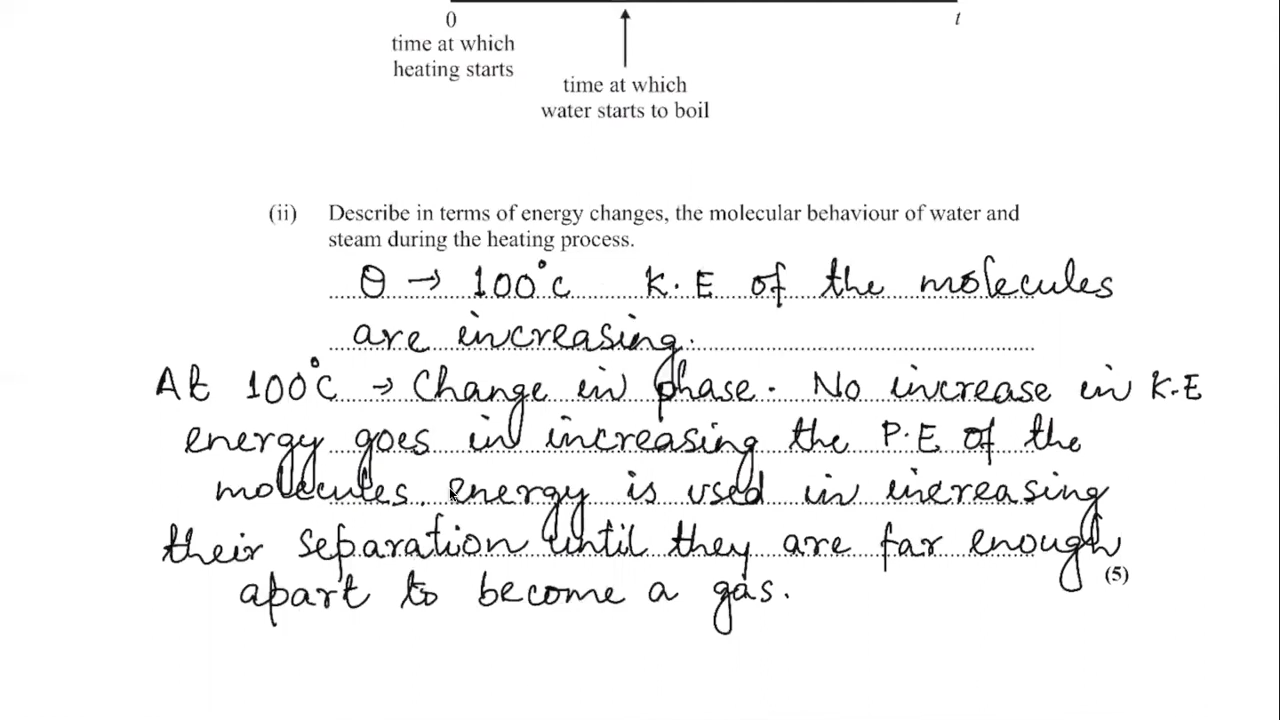 0
t
time at which
heating starts
time at which
water starts to boil
(ii) Describe in terms of energy changes, the molecular behaviour of water and
steam during the heating process.
θ → 100°C K.E of the molecules
are increasing.
At 100°C → Change in phase. No increase in K.E
energy goes in increasing the P.E of the
molecules. energy is used in increasing
their separation until they are far enough
(5)
apart to become a gas.